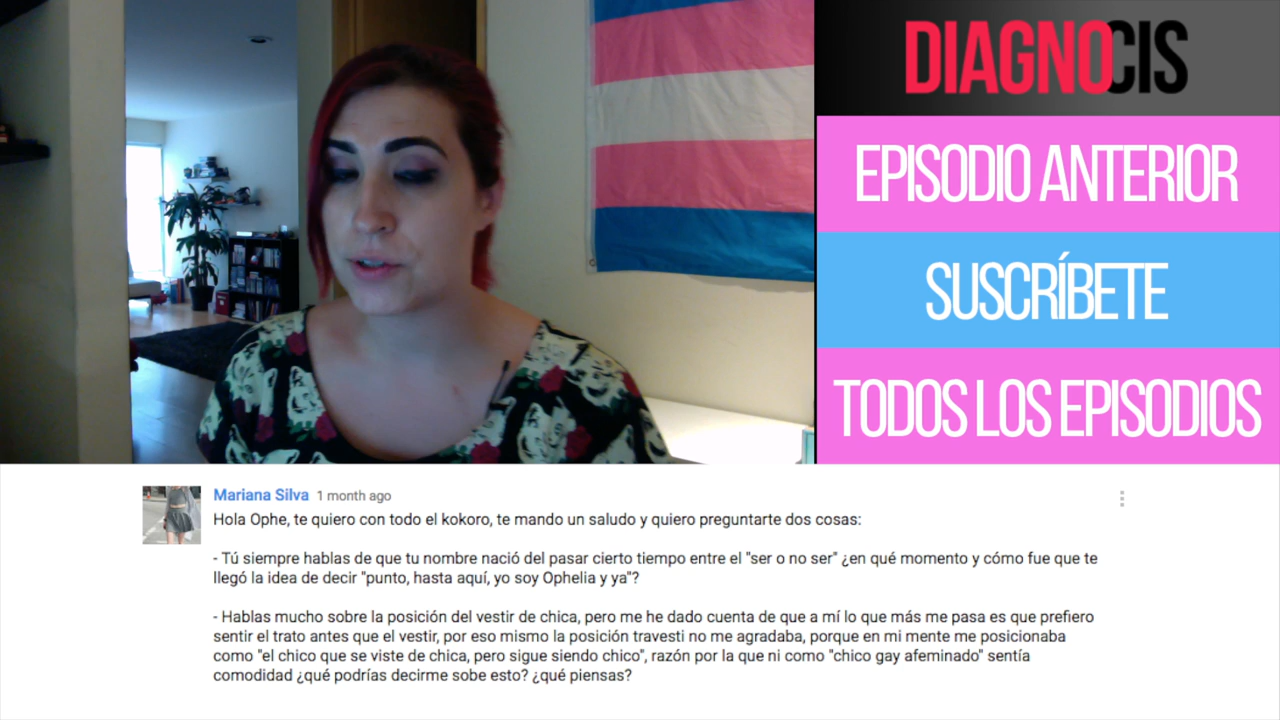 DIAGNOCIS
EPISODIO ANTERIOR
SUSCRÍBETE
TODOS LOS EPISODIOS
Mariana Silva 1 month ago
Hola Ophe, te quiero con todo el kokoro, te mando un saludo y quiero preguntarte dos cosas:
- Tú siempre hablas de que tu nombre nació del pasar cierto tiempo entre el "ser o no ser" ¿en qué momento y cómo fue que te
llegó la idea de decir "punto, hasta aquí, yo soy Ophelia y ya"?
- Hablas mucho sobre la posición del vestir de chica, pero me he dado cuenta de que a mí lo que más me pasa es que prefiero
sentir el trato antes que el vestir, por eso mismo la posición travesti no me agradaba, porque en mi mente me posicionaba
como "el chico que se viste de chica, pero sigue siendo chico", razón por la que ni como "chico gay afeminado" sentía
comodidad ¿qué podrías decirme sobe esto? ¿qué piensas?